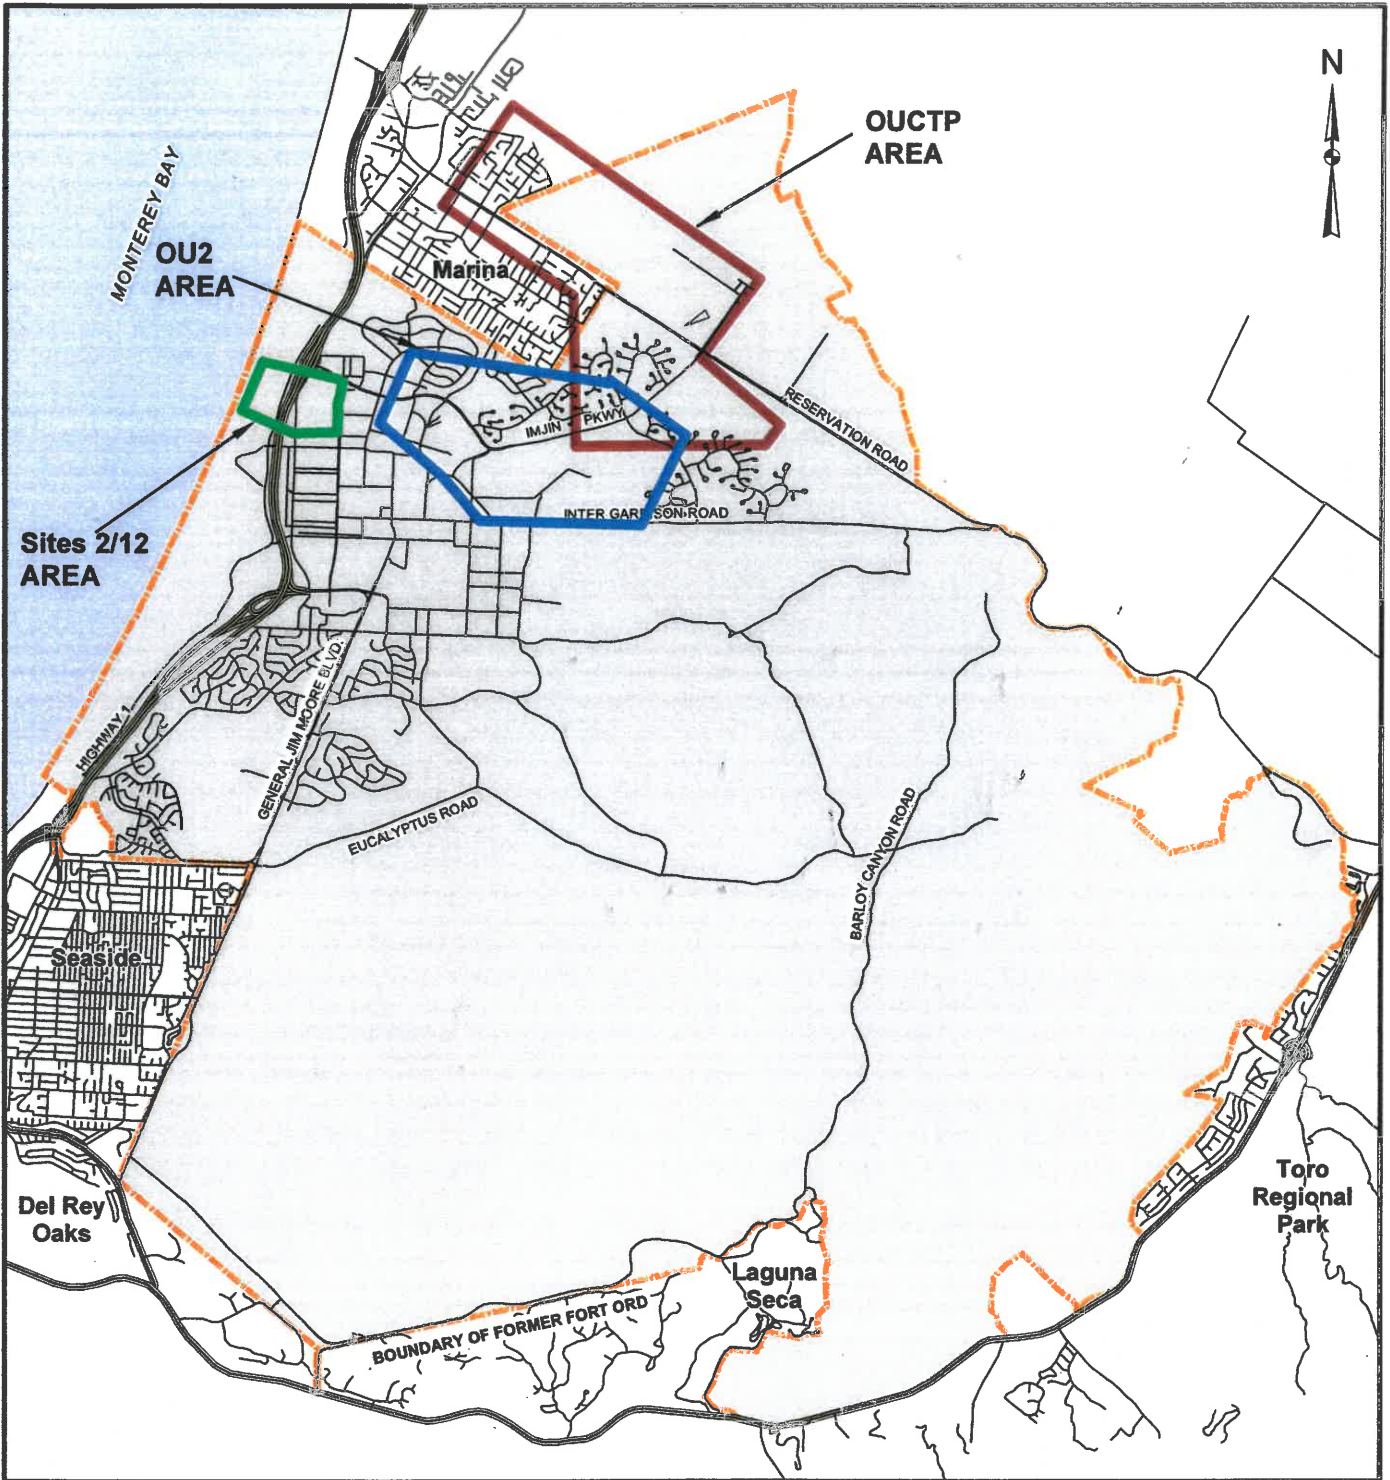 N
OUCTP
AREA
MONTEREY BAY
OU2
AREA
Marina
RESERVATION ROAD
IMJIN PKWY
INTER GARRISON ROAD
Sites 2/12
AREA
HIGHWAY 1
GENERAL JIM MOORE BLVD.
EUCALYPTUS ROAD
BARLOY CANYON ROAD
Seaside
Del Rey
Oaks
Toro
Regional
Park
Laguna
Seca
BOUNDARY OF FORMER FORT ORD